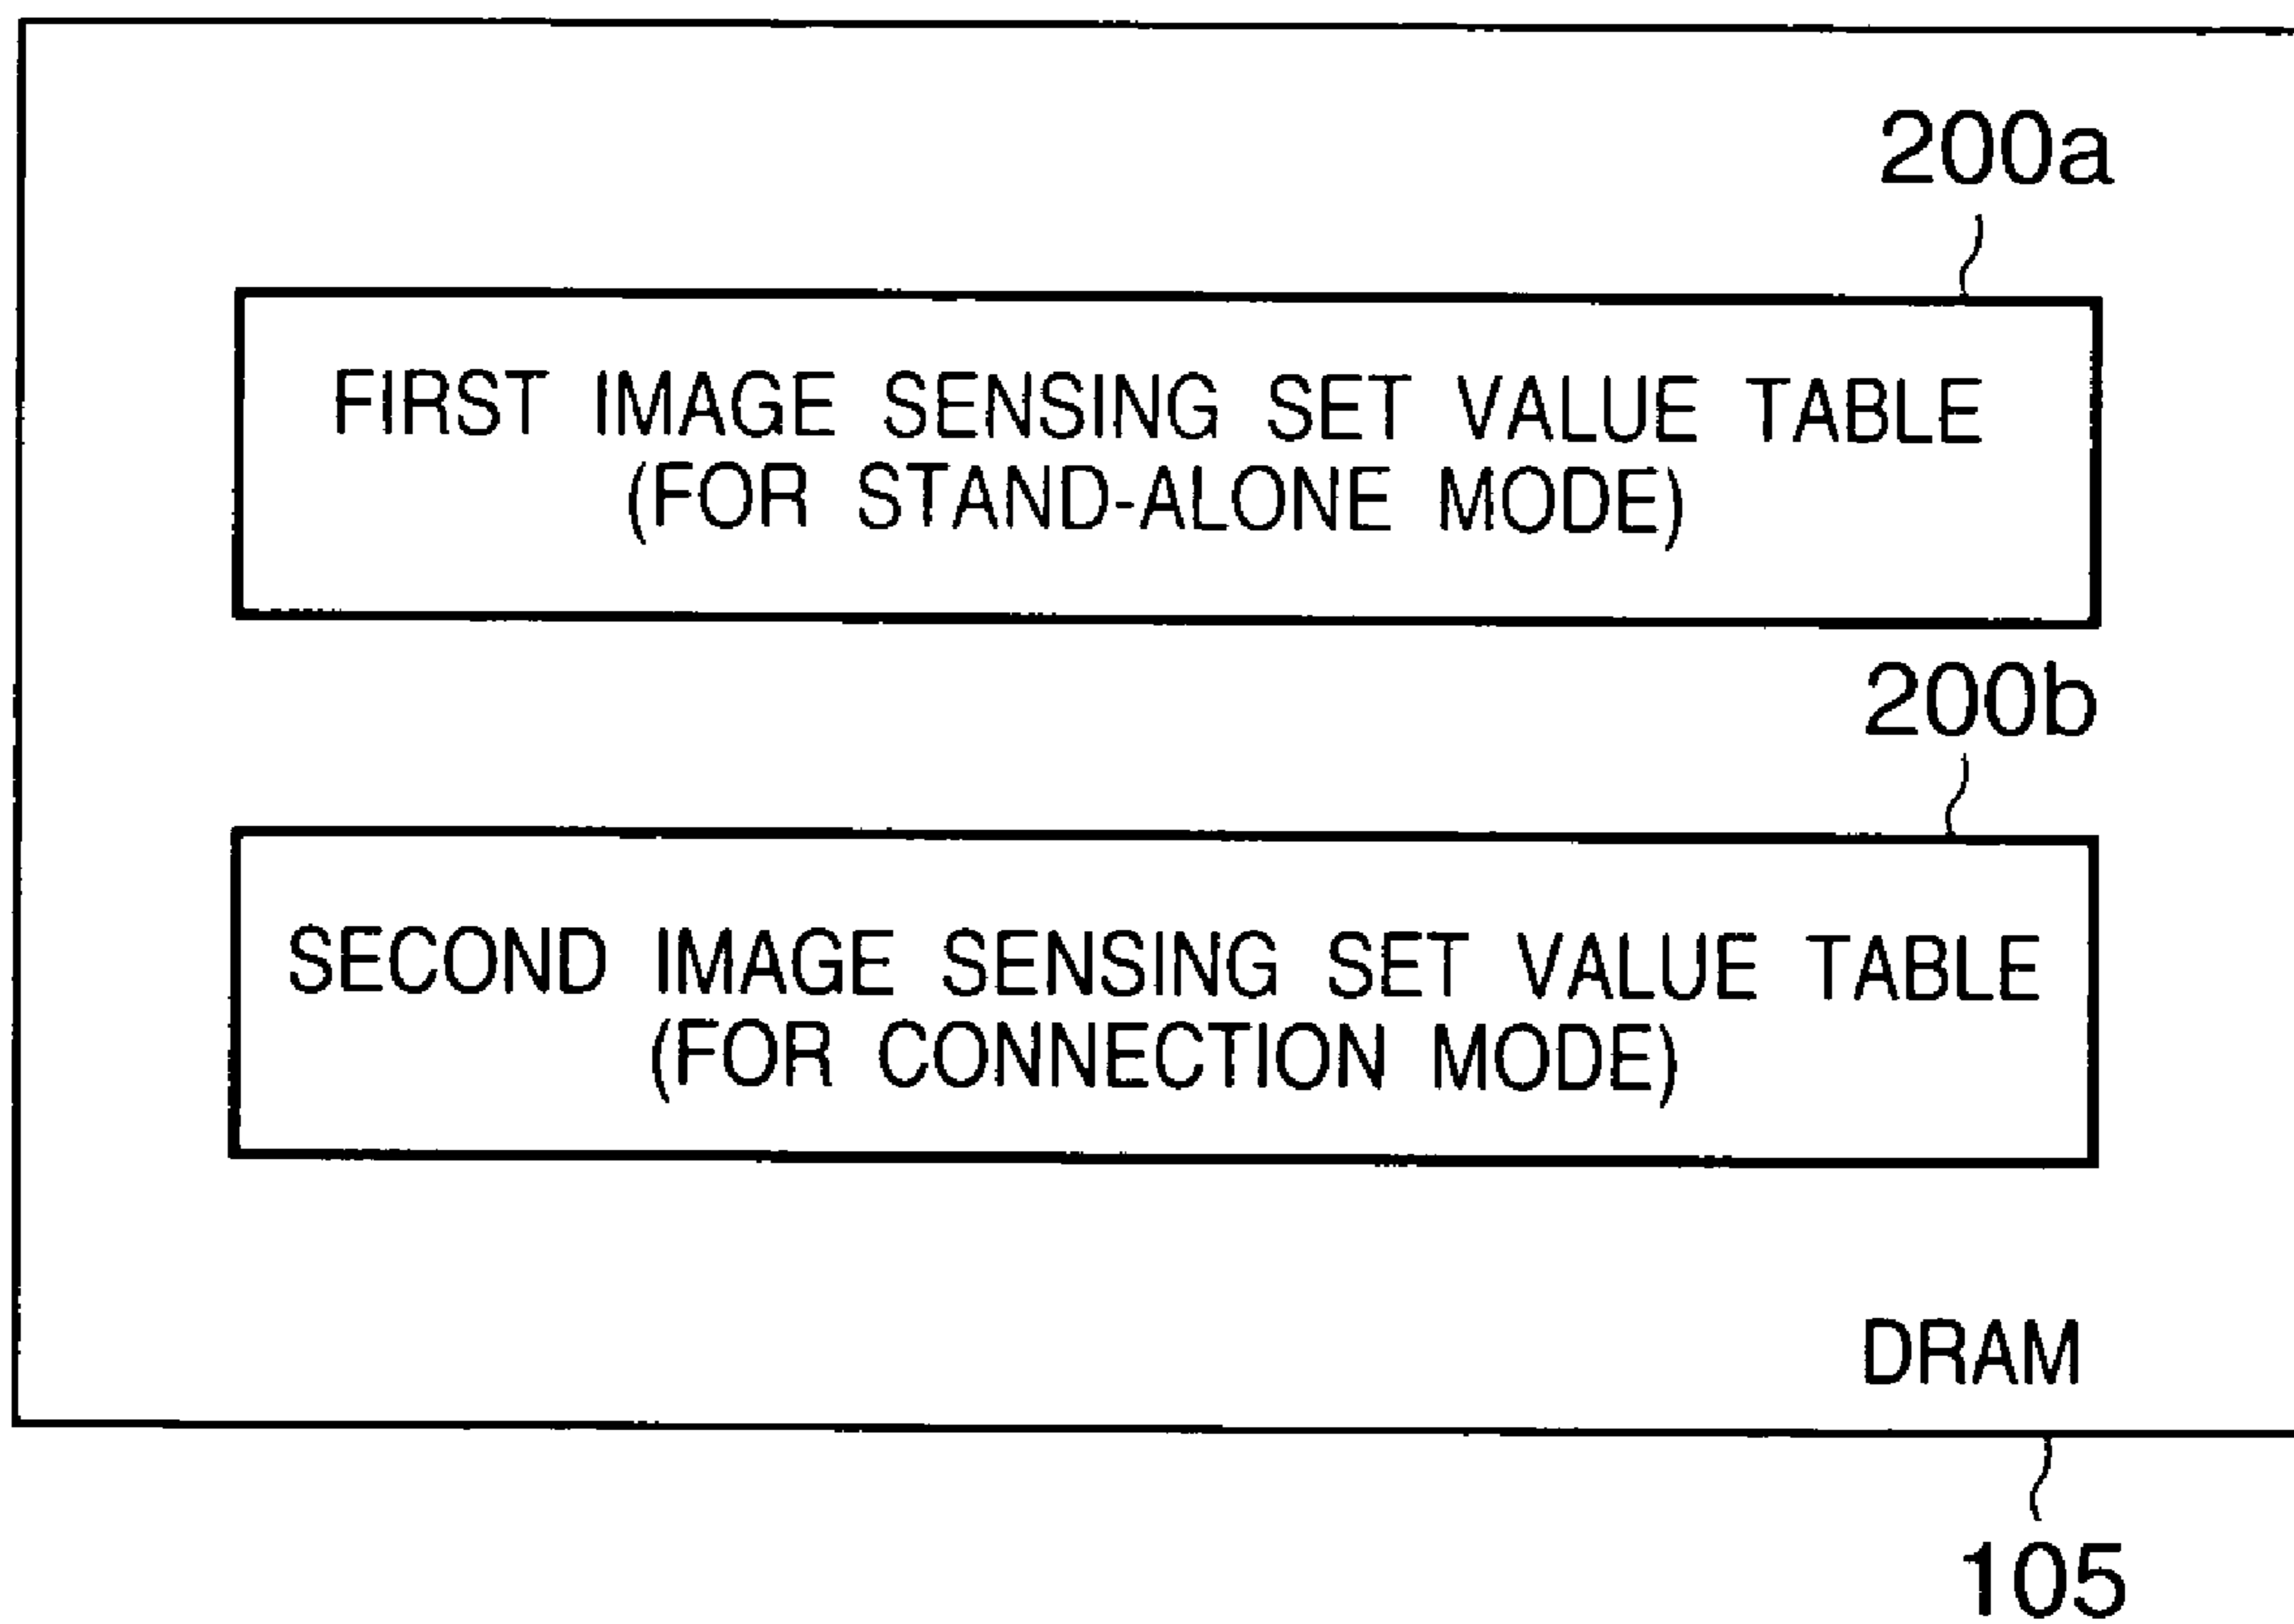 200a
FIRST IMAGE SENSING SET VALUE TABLE
(FOR STAND-ALONE MODE)
200b
SECOND IMAGE SENSING SET VALUE TABLE
(FOR CONNECTION MODE)
DRAM
105